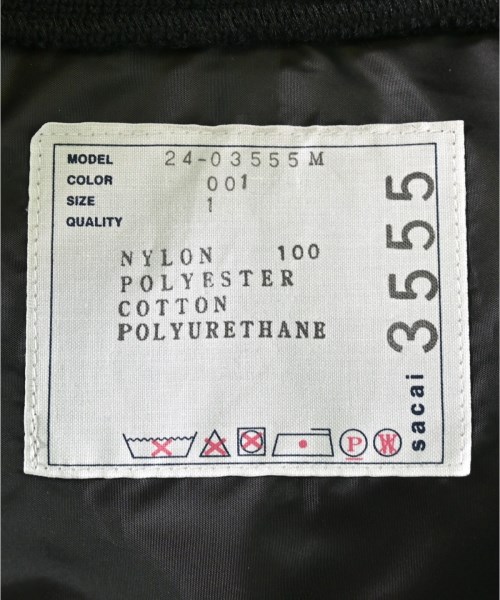 MODEL 24-03555M
COLOR 001
SIZE 1
QUALITY
NYLON 100
POLYESTER
COTTON
POLYURETHANE
sacai 3555
P
W